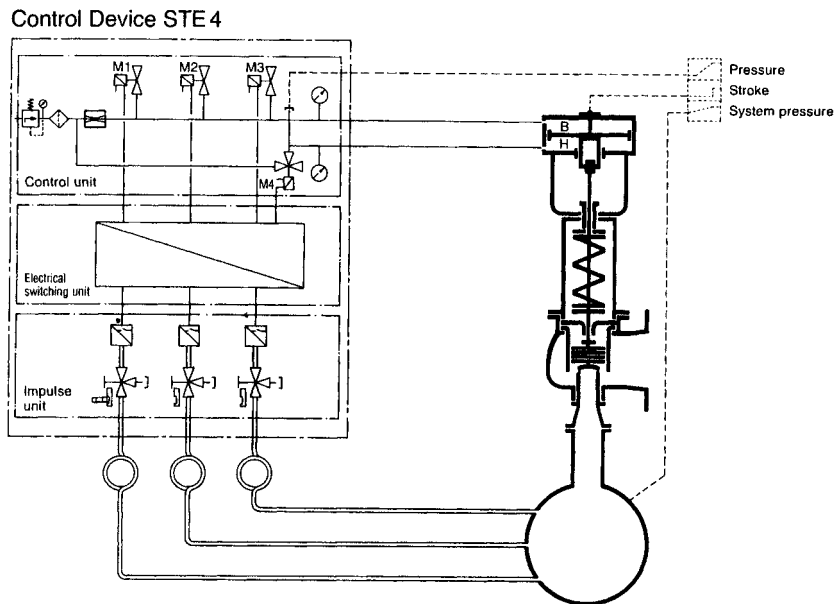 Control Device STE 4
M1
M2
M3
Pressure
Stroke
System pressure
B
H
M4
Control unit
Electrical
switching unit
Impulse
unit